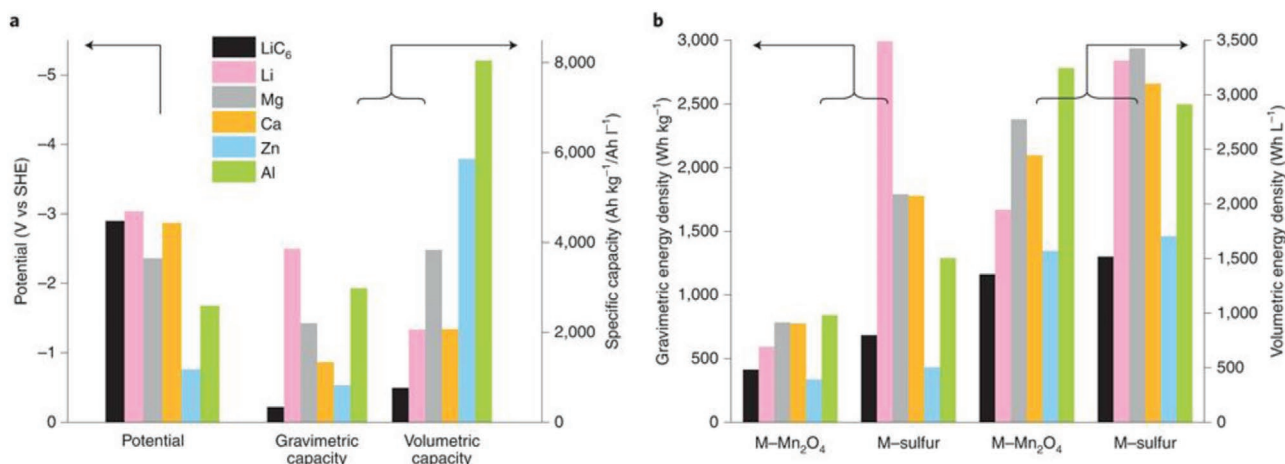 a
LiC₆
Li
Mg
Ca
Zn
Al
Potential (V vs SHE)
–5
–4
–3
–2
–1
0
8,000
6,000
4,000
2,000
0
Specific capacity (Ah kg⁻¹/Ah l⁻¹)
Potential
Gravimetric
capacity
Volumetric
capacity
b
Gravimetric energy density (Wh kg⁻¹)
3,000
2,500
2,000
1,500
1,000
500
0
3,500
3,000
2,500
2,000
1,500
1,000
500
0
Volumetric energy density (Wh L⁻¹)
M–Mn₂O₄
M–sulfur
M–Mn₂O₄
M–sulfur